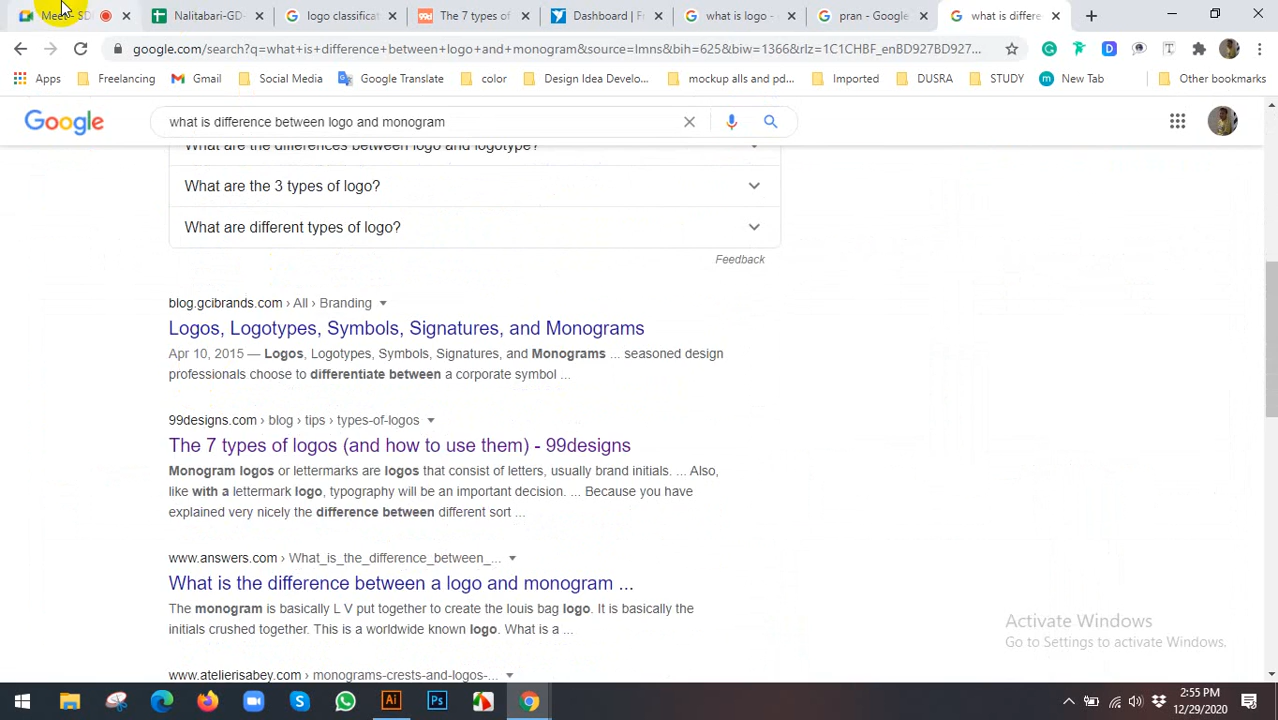 Meet - SD
Nalitabari-GD-
logo classificat
The 7 types of
Dashboard | F
what is logo -
pran - Google
what is differe
google.com/search?q=what+is+difference+between+logo+and+monogram&source=lmns&bih=625&biw=1366&rlz=1C1CHBF_enBD927BD927...
Apps
Freelancing
Gmail
Social Media
Google Translate
color
Design Idea Develo...
mockup alls and pd...
Imported
DUSRA
STUDY
New Tab
Other bookmarks
Google
what is difference between logo and monogram
What are the differences between logo and logotype?
What are the 3 types of logo?
What are different types of logo?
Feedback
blog.gcibrands.com › All › Branding
Logos, Logotypes, Symbols, Signatures, and Monograms
Apr 10, 2015 — Logos, Logotypes, Symbols, Signatures, and Monograms ... seasoned design
professionals choose to differentiate between a corporate symbol ...
99designs.com › blog › tips › types-of-logos
The 7 types of logos (and how to use them) - 99designs
Monogram logos or lettermarks are logos that consist of letters, usually brand initials. ... Also,
like with a lettermark logo, typography will be an important decision. ... Because you have
explained very nicely the difference between different sort ...
www.answers.com › What_is_the_difference_between_...
What is the difference between a logo and monogram ...
The monogram is basically L V put together to create the louis bag logo. It is basically the
initials crushed together. This is a worldwide known logo. What is a ...
www.atelierisabey.com › monograms-crests-and-logos-...
Activate Windows
Go to Settings to activate Windows.
2:55 PM
12/29/2020